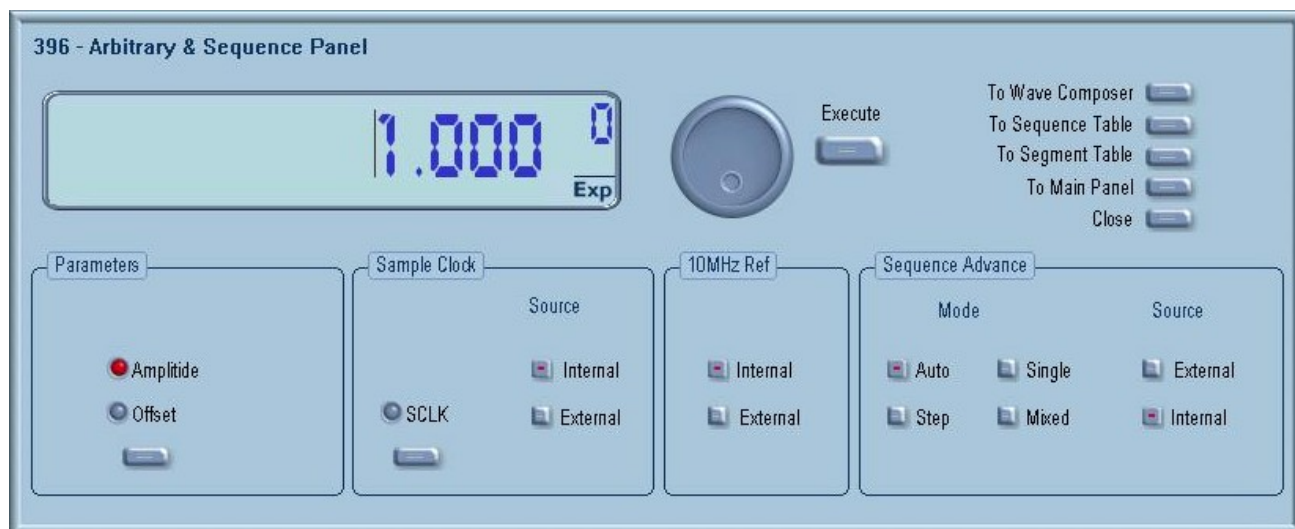 396 - Arbitrary & Sequence Panel
1.000 0
Exp
Execute
To Wave Composer
To Sequence Table
To Segment Table
To Main Panel
Close
Parameters
Amplitide
Offset
Sample Clock
Source
Internal
SCLK
External
10MHz Ref
Internal
External
Sequence Advance
Mode
Source
Auto
Single
External
Step
Mixed
Internal